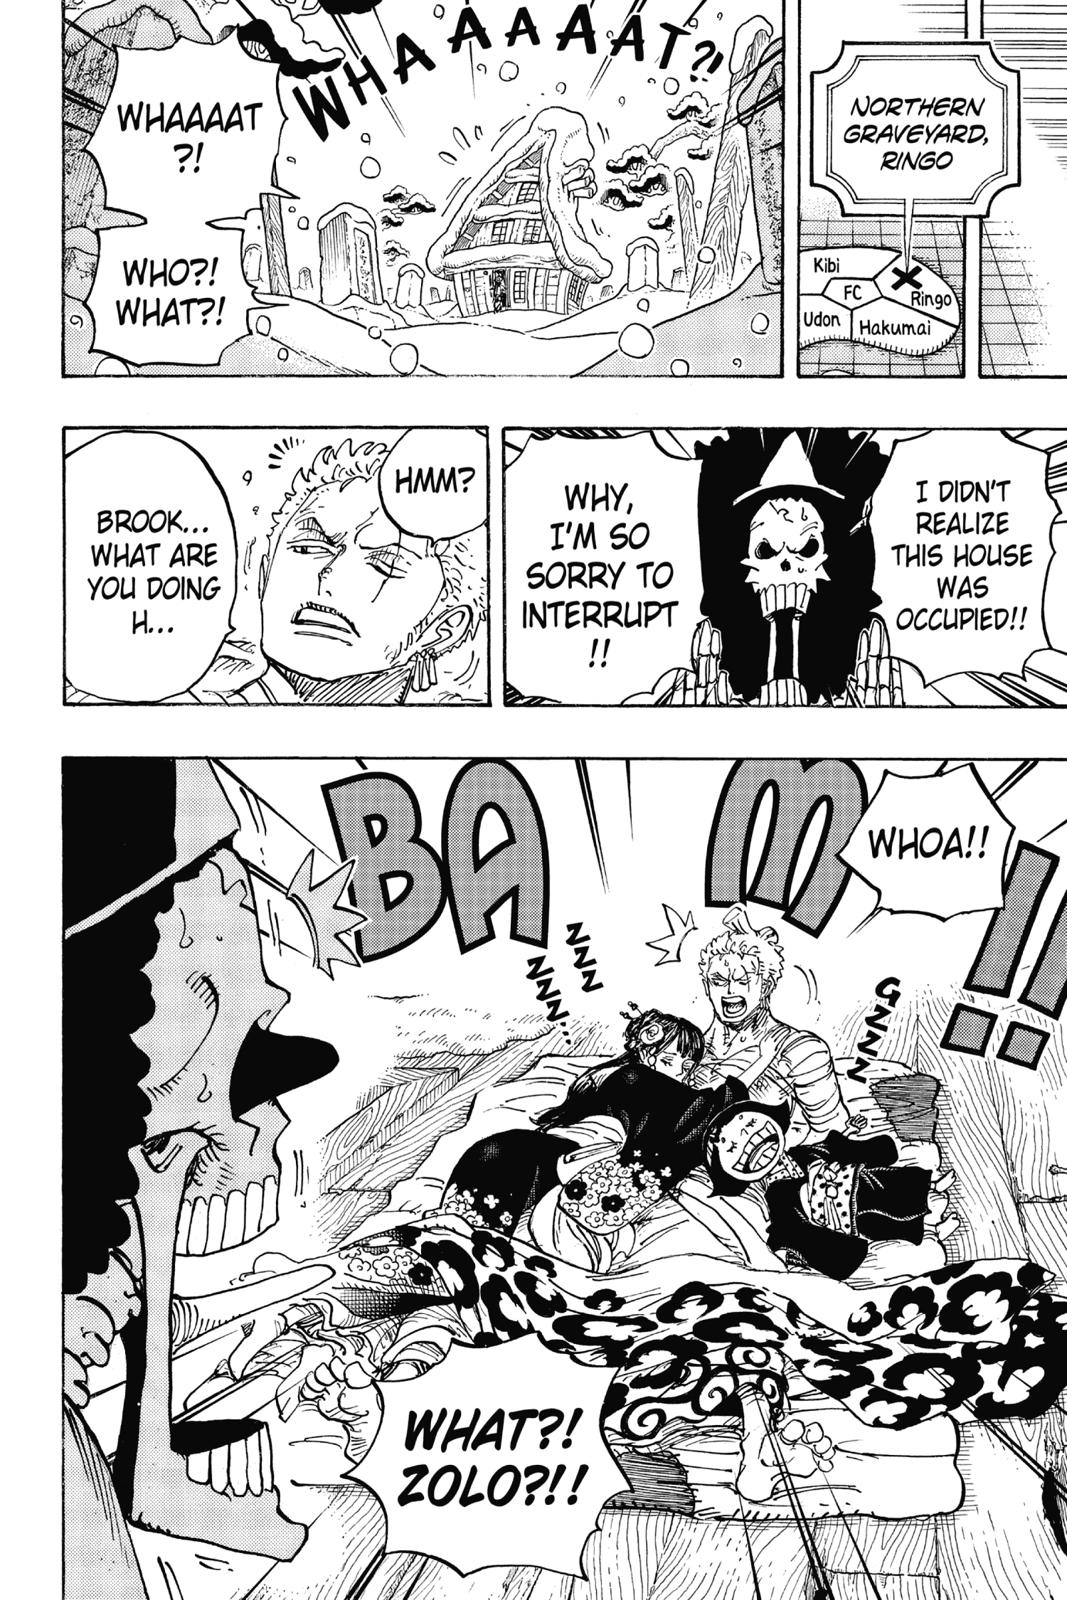 NORTHERN
GRAVEYARD,
RINGO
Kibi
FC
Ringo
Udon
Hakumai
WHAAAAAT?!
WHAAAAT
?!
WHO?!
WHAT?!
I DIDN'T
REALIZE
THIS HOUSE
WAS
OCCUPIED!!
WHY,
I'M SO
SORRY TO
INTERRUPT
!!
HMM?
BROOK...
WHAT ARE
YOU DOING
H...
BAM!!
WHOA!!
ZZZ
ZZZ...
GZZZ
WHAT?!
ZOLO?!!